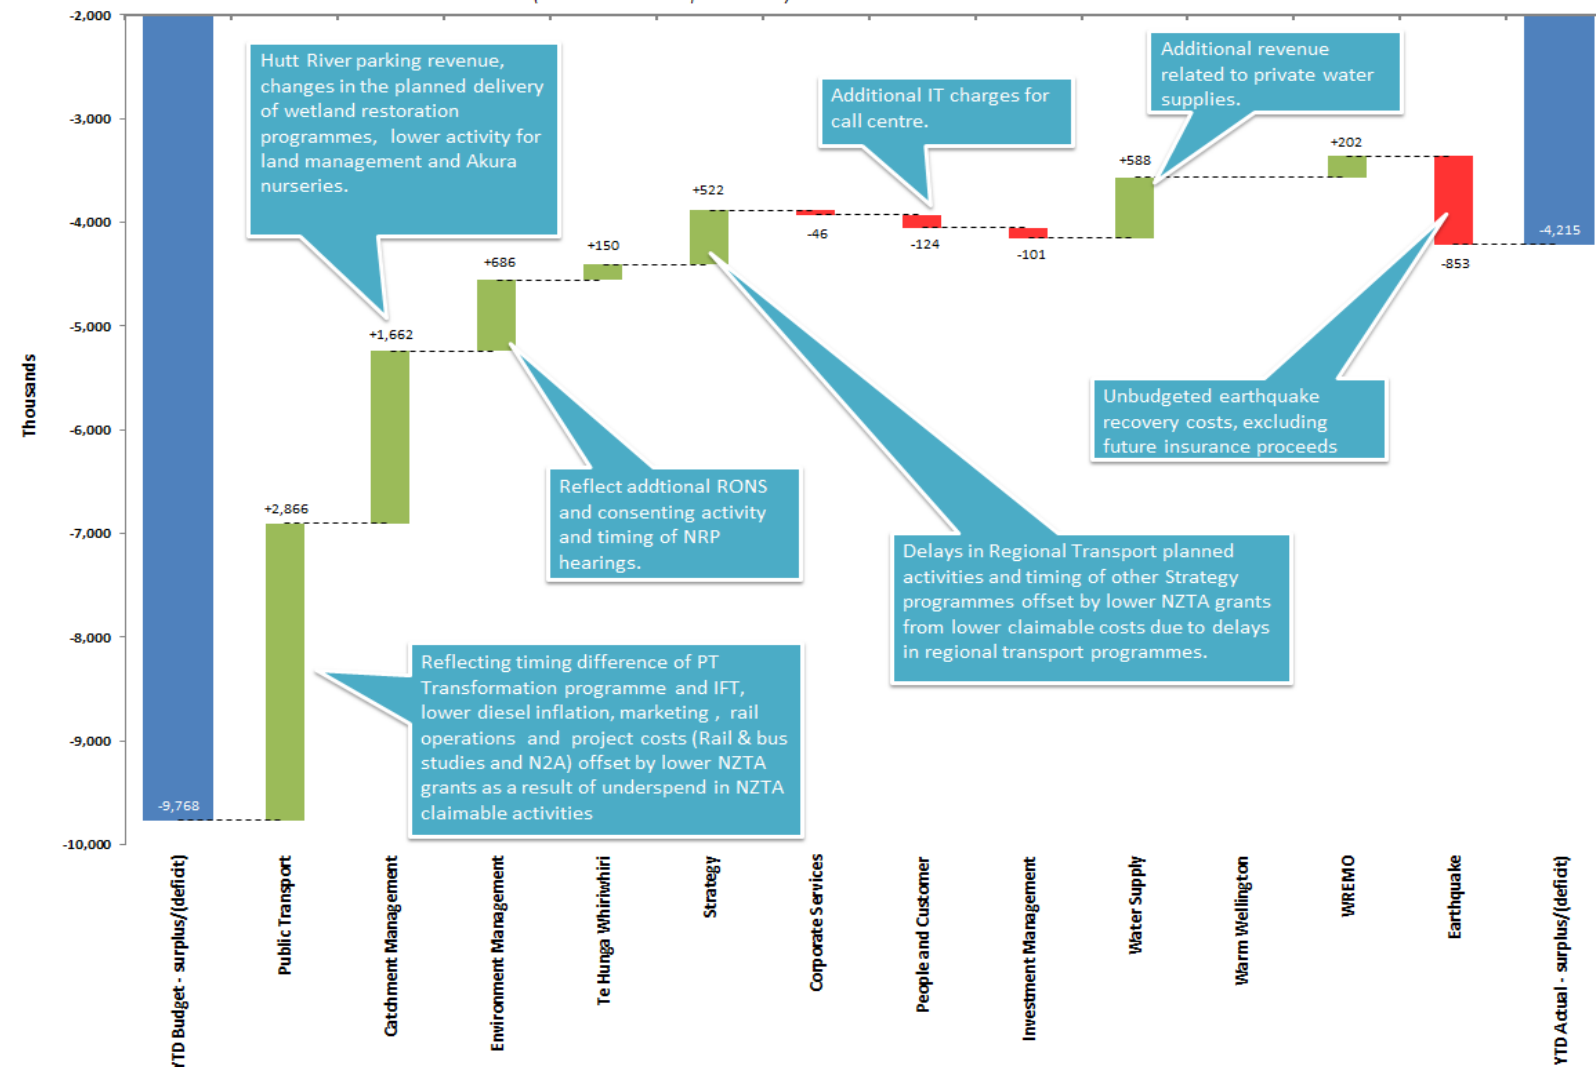 -2,000
-3,000
-4,000
-5,000
-6,000
-7,000
-8,000
-9,000
-10,000
Thousands
Hutt River parking revenue,
changes in the planned delivery
of wetland restoration
programmes, lower activity for
land management and Akura
nurseries.
Additional IT charges for
call centre.
Additional revenue
related to private water
supplies.
Reflect addtional RONS
and consenting activity
and timing of NRP
hearings.
Unbudgeted earthquake
recovery costs, excluding
future insurance proceeds
Delays in Regional Transport planned
activities and timing of other Strategy
programmes offset by lower NZTA grants
from lower claimable costs due to delays
in regional transport programmes.
Reflecting timing difference of PT
Transformation programme and IFT,
lower diesel inflation, marketing , rail
operations and project costs (Rail & bus
studies and N2A) offset by lower NZTA
grants as a result of underspend in NZTA
claimable activities
-9,768
+2,866
+1,662
+686
+150
+522
-46
-124
-101
+588
+202
-853
-4,215
YTD Budget - surplus/(deficit)
Public Transport
Catchment Management
Environment Management
Te Hunga Whiriwhiri
Strategy
Corporate Services
People and Customer
Investment Management
Water Supply
Warm Wellington
WREMO
Earthquake
YTD Actual - surplus/(deficit)